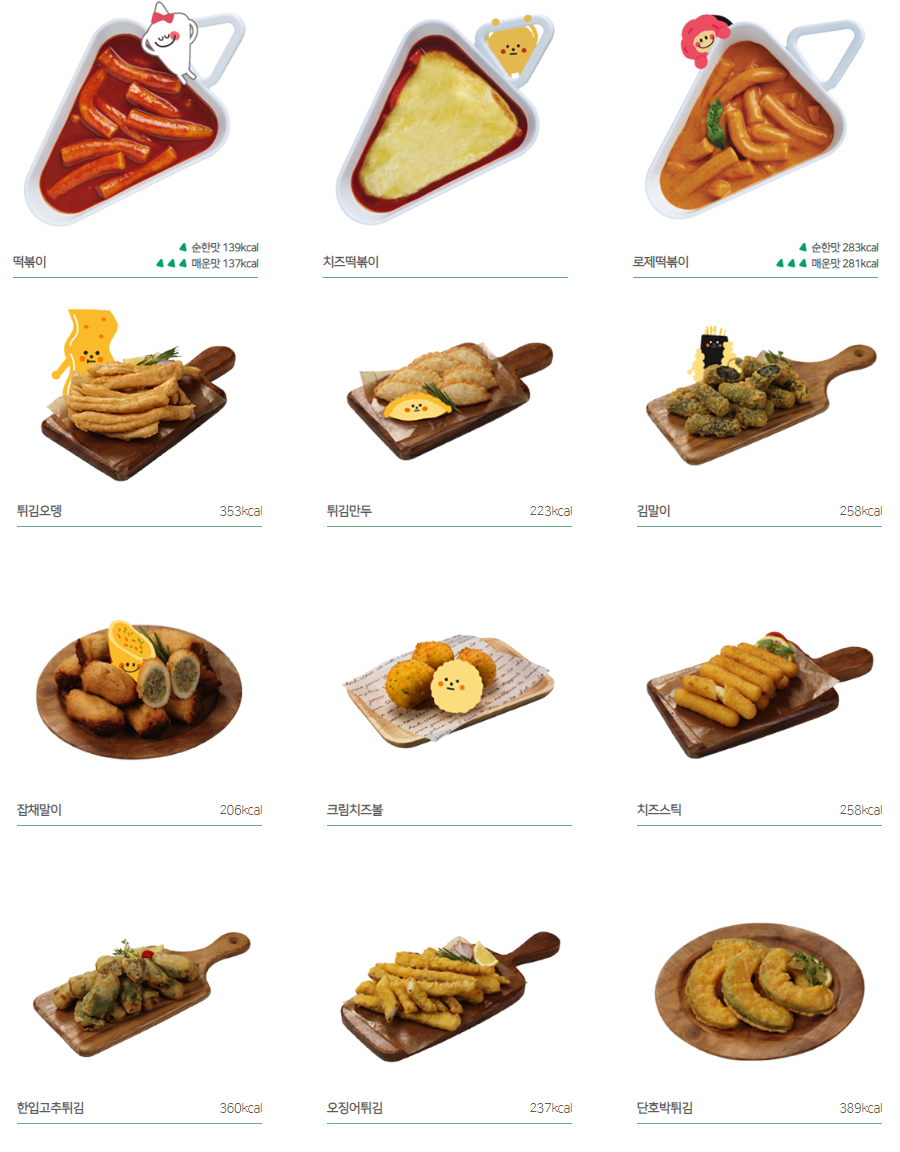 떡볶이
순한맛 139kcal
매운맛 137kcal
치즈떡볶이
로제떡볶이
순한맛 283kcal
매운맛 281kcal
튀김오뎅 353kcal
튀김만두 223kcal
김말이 258kcal
잡채말이 206kcal
크림치즈볼
치즈스틱 258kcal
한입고추튀김 360kcal
오징어튀김 237kcal
단호박튀김 389kcal